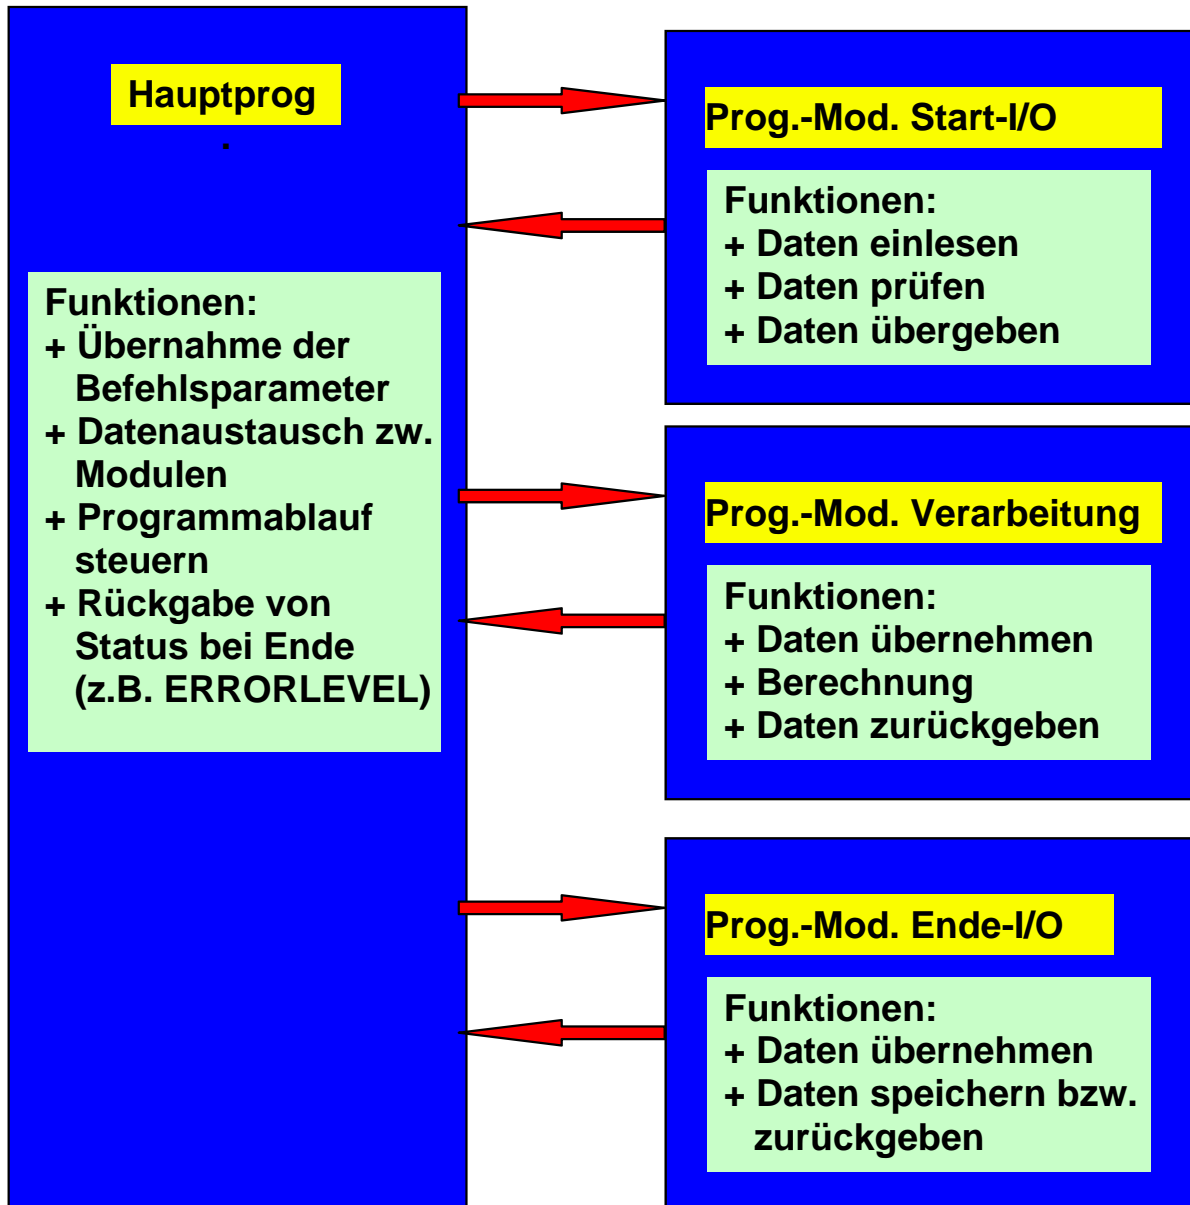 Hauptprog
.
Funktionen:
+ Übernahme der
Befehlsparameter
+ Datenaustausch zw.
Modulen
+ Programmablauf
steuern
+ Rückgabe von
Status bei Ende
(z.B. ERRORLEVEL)
Prog.-Mod. Start-I/O
Funktionen:
+ Daten einlesen
+ Daten prüfen
+ Daten übergeben
Prog.-Mod. Verarbeitung
Funktionen:
+ Daten übernehmen
+ Berechnung
+ Daten zurückgeben
Prog.-Mod. Ende-I/O
Funktionen:
+ Daten übernehmen
+ Daten speichern bzw.
zurückgeben